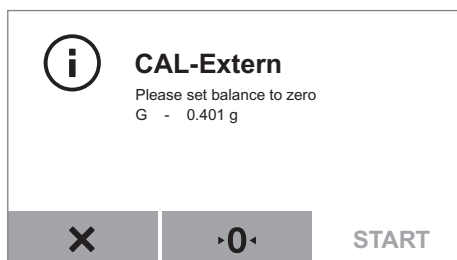 CAL-Extern
Please set balance to zero
G - 0.401 g
▸0◂ START